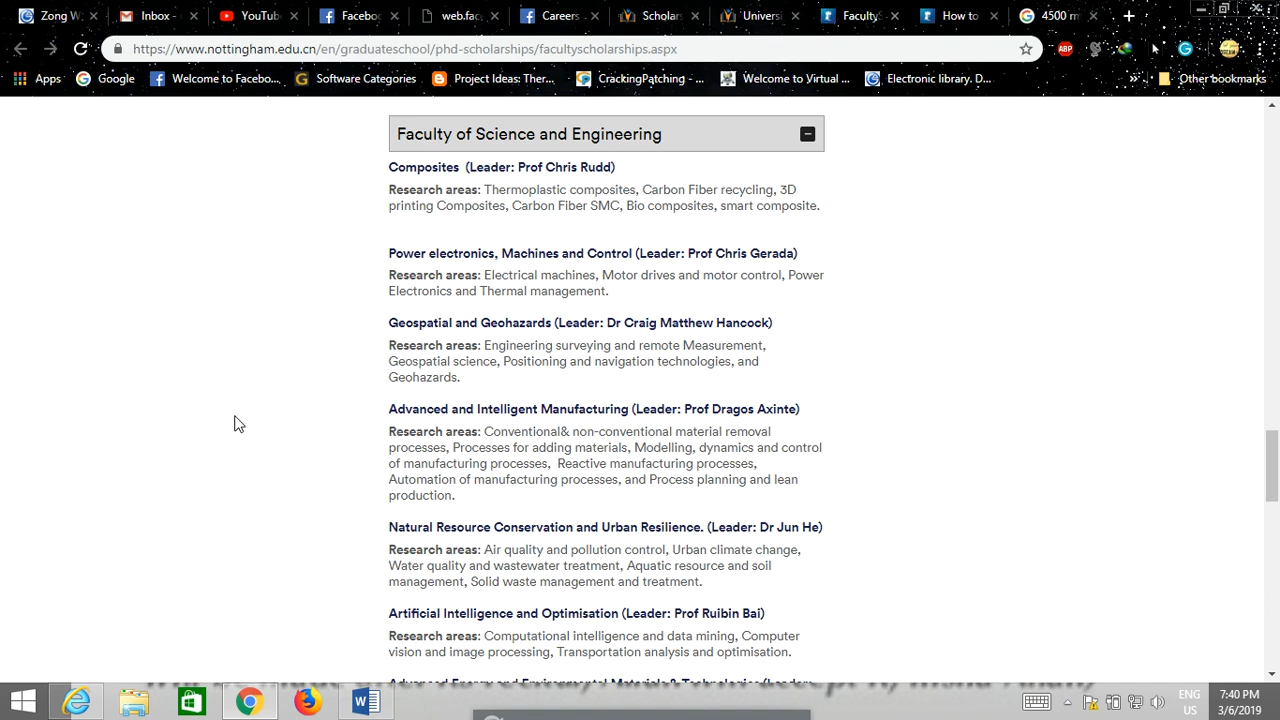 Zong W
Inbox -
YouTub
Facebo
web.fac
Careers
Scholar
Univers
Faculty
How to
4500 rm
https://www.nottingham.edu.cn/en/graduateschool/phd-scholarships/facultyscholarships.aspx
ABP
Apps
Google
Welcome to Facebo...
Software Categories
Project Ideas: Ther...
CrackingPatching - ...
Welcome to Virtual ...
Electronic library. D...
»
Other bookmarks
Faculty of Science and Engineering
Composites (Leader: Prof Chris Rudd)
Research areas: Thermoplastic composites, Carbon Fiber recycling, 3D
printing Composites, Carbon Fiber SMC, Bio composites, smart composite.
Power electronics, Machines and Control (Leader: Prof Chris Gerada)
Research areas: Electrical machines, Motor drives and motor control, Power
Electronics and Thermal management.
Geospatial and Geohazards (Leader: Dr Craig Matthew Hancock)
Research areas: Engineering surveying and remote Measurement,
Geospatial science, Positioning and navigation technologies, and
Geohazards.
Advanced and Intelligent Manufacturing (Leader: Prof Dragos Axinte)
Research areas: Conventional& non-conventional material removal
processes, Processes for adding materials, Modelling, dynamics and control
of manufacturing processes, Reactive manufacturing processes,
Automation of manufacturing processes, and Process planning and lean
production.
Natural Resource Conservation and Urban Resilience. (Leader: Dr Jun He)
Research areas: Air quality and pollution control, Urban climate change,
Water quality and wastewater treatment, Aquatic resource and soil
management, Solid waste management and treatment.
Artificial Intelligence and Optimisation (Leader: Prof Ruibin Bai)
Research areas: Computational intelligence and data mining, Computer
vision and image processing, Transportation analysis and optimisation.
Advanced Energy and Environmental Materials & Technologies (Leader:
ENG
US
7:40 PM
3/6/2019